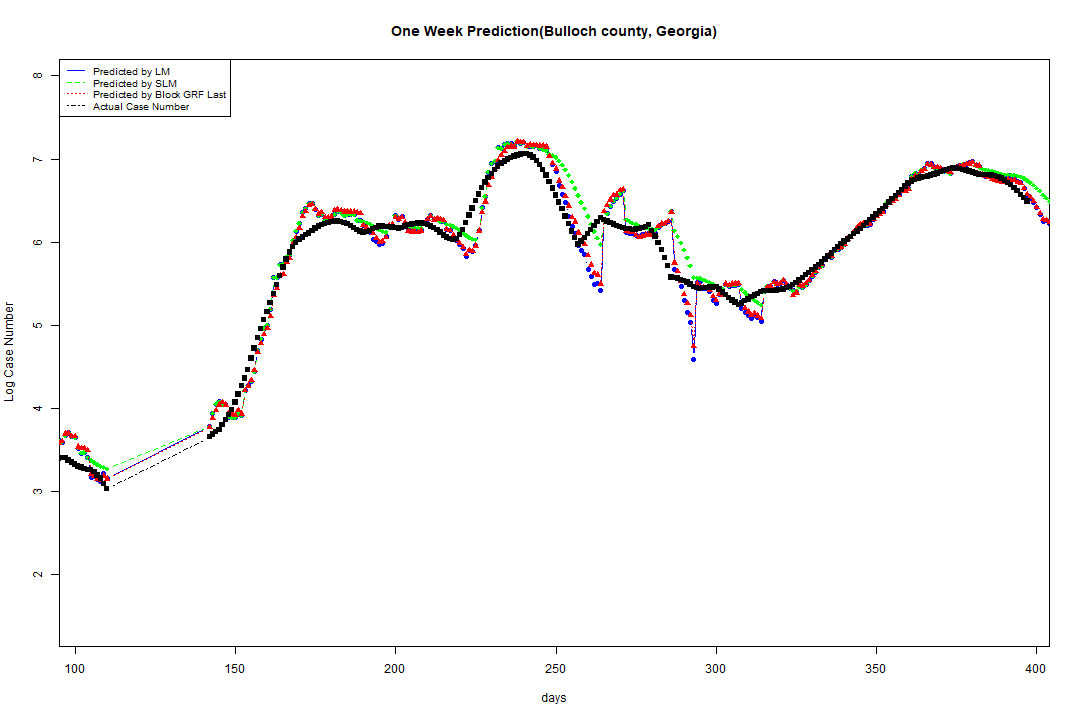 One Week Prediction(Bulloch county, Georgia)
Predicted by LM
Predicted by SLM
Predicted by Block GRF Last
Actual Case Number
8
7
6
5
4
3
2
Log Case Number
100 150 200 250 300 350 400
days